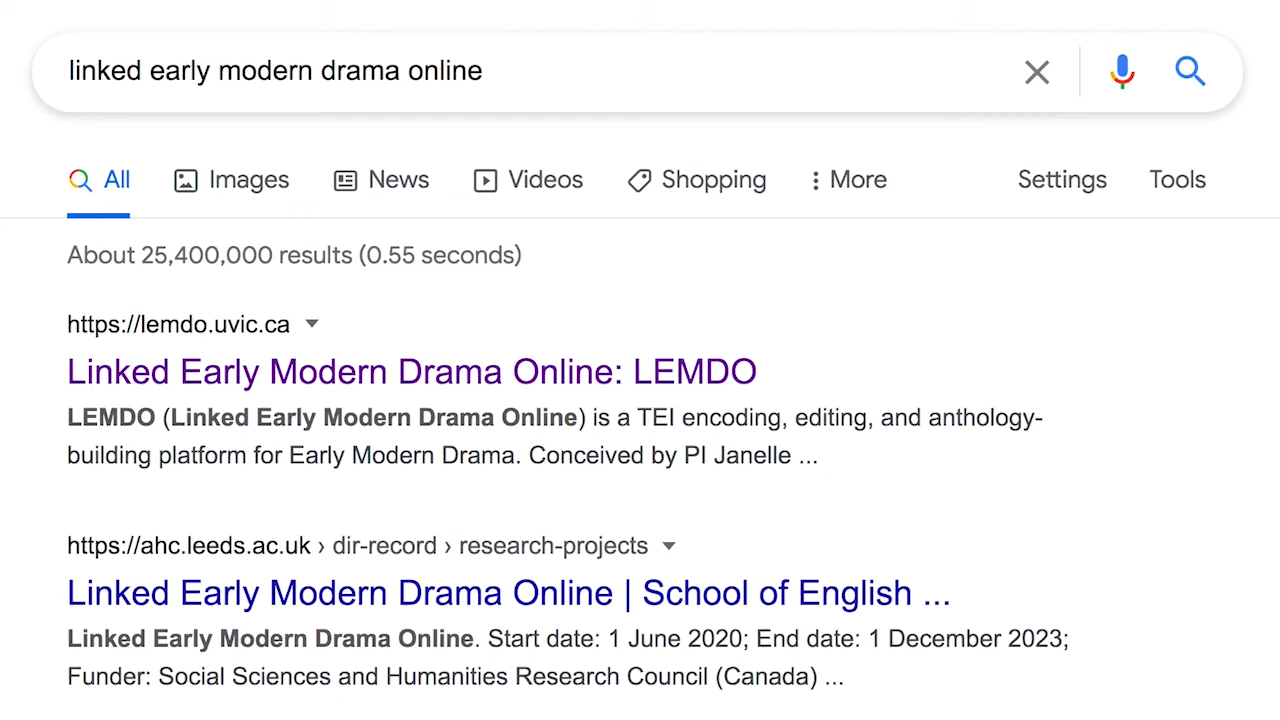 linked early modern drama online
All Images News Videos Shopping More Settings Tools
About 25,400,000 results (0.55 seconds)
https://lemdo.uvic.ca
Linked Early Modern Drama Online: LEMDO
LEMDO (Linked Early Modern Drama Online) is a TEI encoding, editing, and anthology-
building platform for Early Modern Drama. Conceived by PI Janelle ...
https://ahc.leeds.ac.uk › dir-record › research-projects
Linked Early Modern Drama Online | School of English ...
Linked Early Modern Drama Online. Start date: 1 June 2020; End date: 1 December 2023;
Funder: Social Sciences and Humanities Research Council (Canada) ...